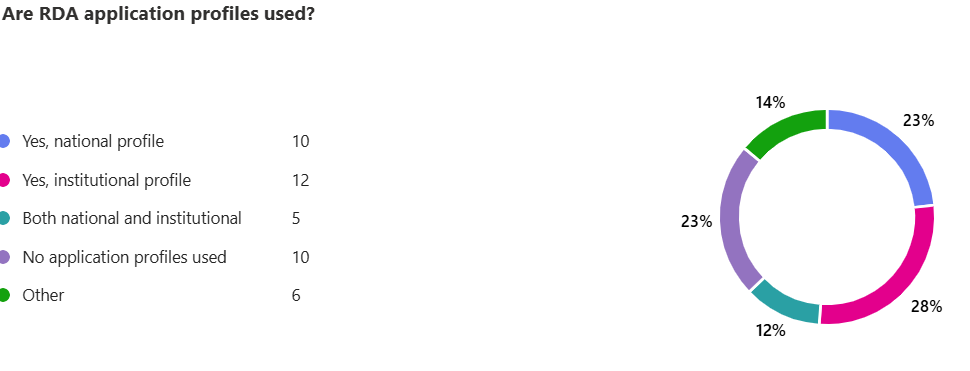 Are RDA application profiles used?
Yes, national profile 10
Yes, institutional profile 12
Both national and institutional 5
No application profiles used 10
Other 6
14%
23%
23%
28%
12%